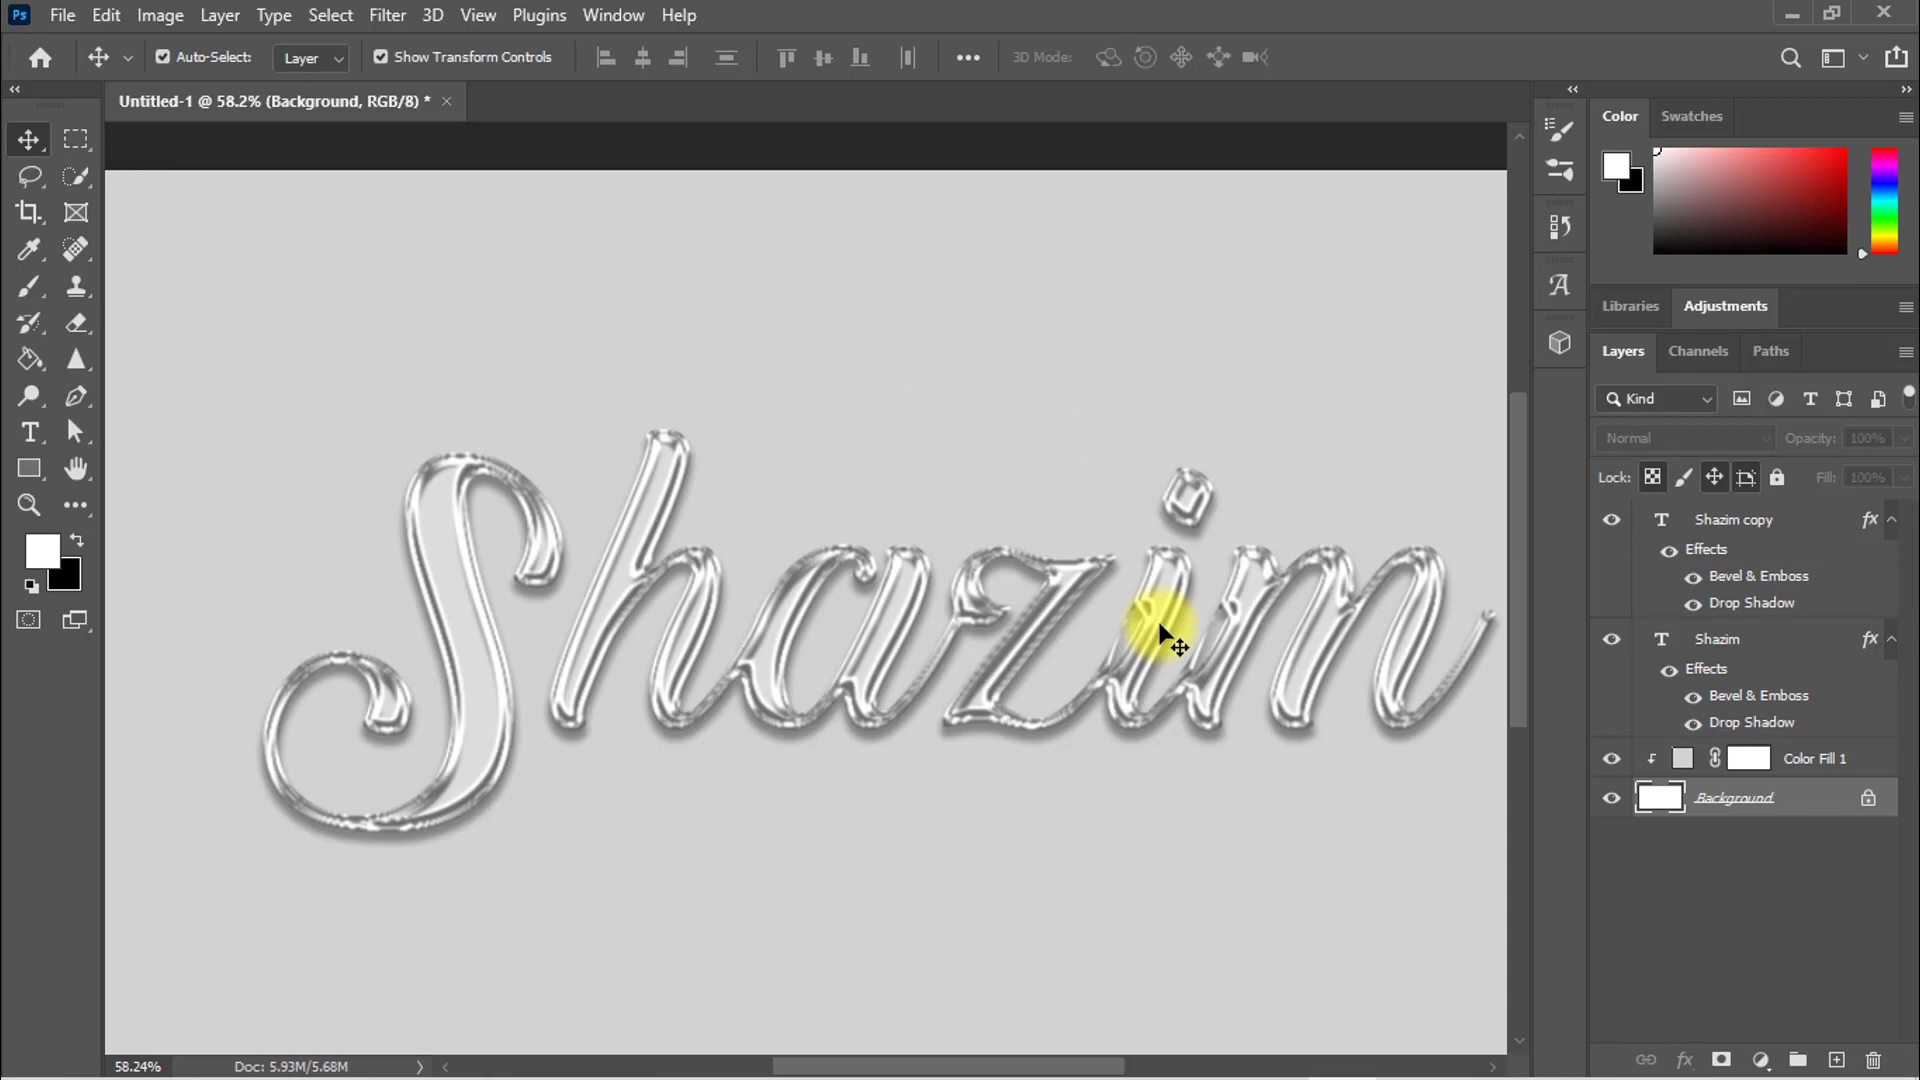 Ps File Edit Image Layer Type Select Filter 3D View Plugins Window Help
Auto-Select: Layer Show Transform Controls 3D Mode:
Untitled-1 @ 58.2% (Background, RGB/8) *
Color Swatches
Libraries Adjustments
Layers Channels Paths
Kind
Normal Opacity: 100%
Lock: Fill: 100%
Shazim copy fx
Effects
Bevel & Emboss
Drop Shadow
Shazim fx
Effects
Bevel & Emboss
Drop Shadow
Color Fill 1
Background
Shazim
58.24% Doc: 5.93M/5.68M
fx